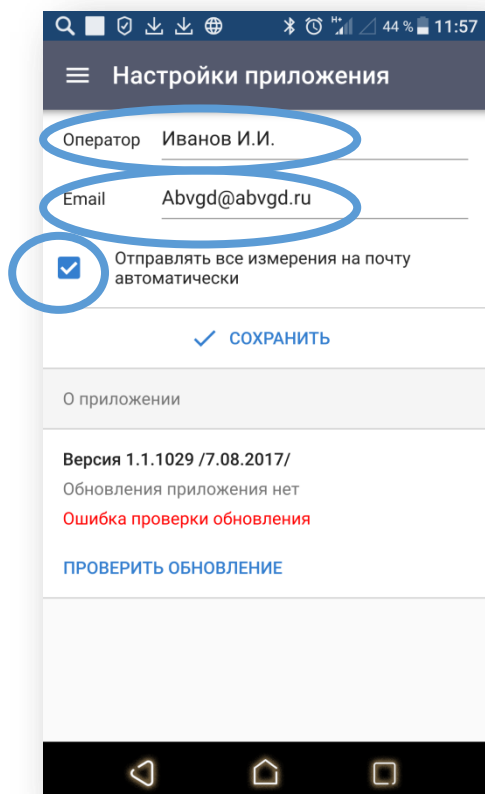 44 % 11:57
Настройки приложения
Оператор Иванов И.И.
Email Abvgd@abvgd.ru
Отправлять все измерения на почту
автоматически
СОХРАНИТЬ
О приложении
Версия 1.1.1029 /7.08.2017/
Обновления приложения нет
Ошибка проверки обновления
ПРОВЕРИТЬ ОБНОВЛЕНИЕ